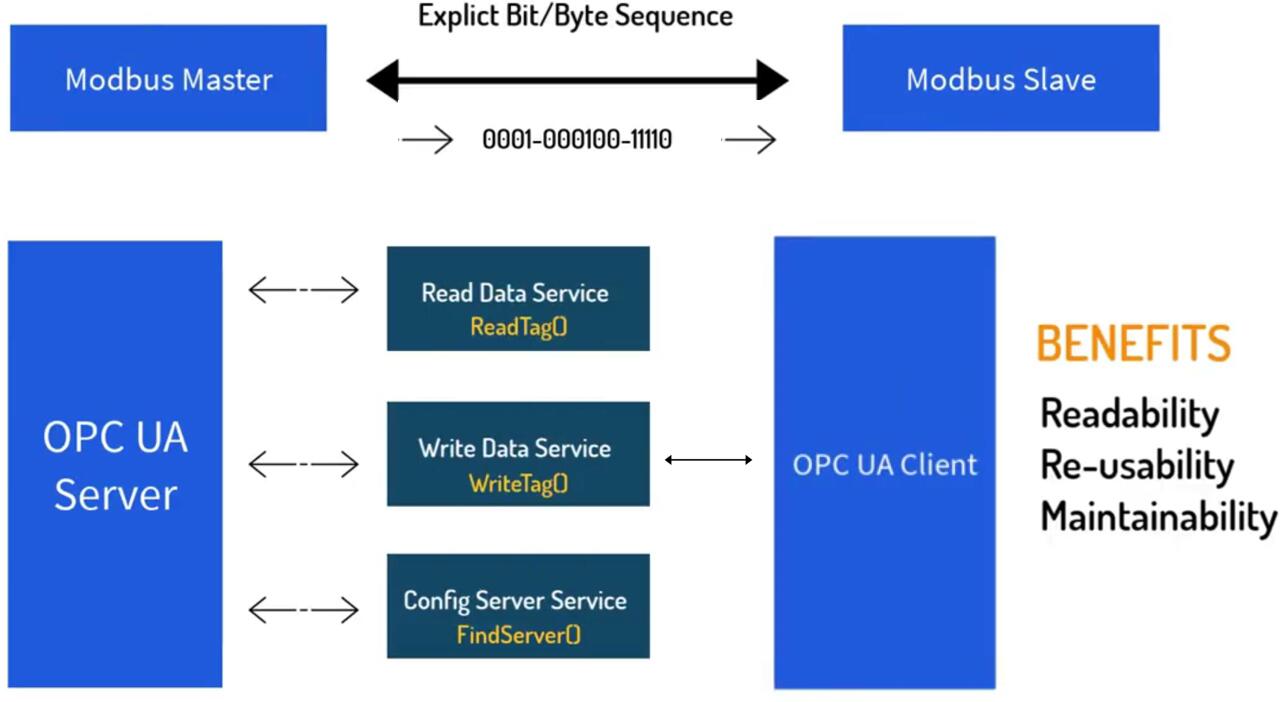 Explict Bit/Byte Sequence
Modbus Master
Modbus Slave
0001-000100-11110
OPC UA
Server
Read Data Service
ReadTag()
Write Data Service
WriteTag()
Config Server Service
FindServer()
OPC UA Client
BENEFITS
Readability
Re-usability
Maintainability